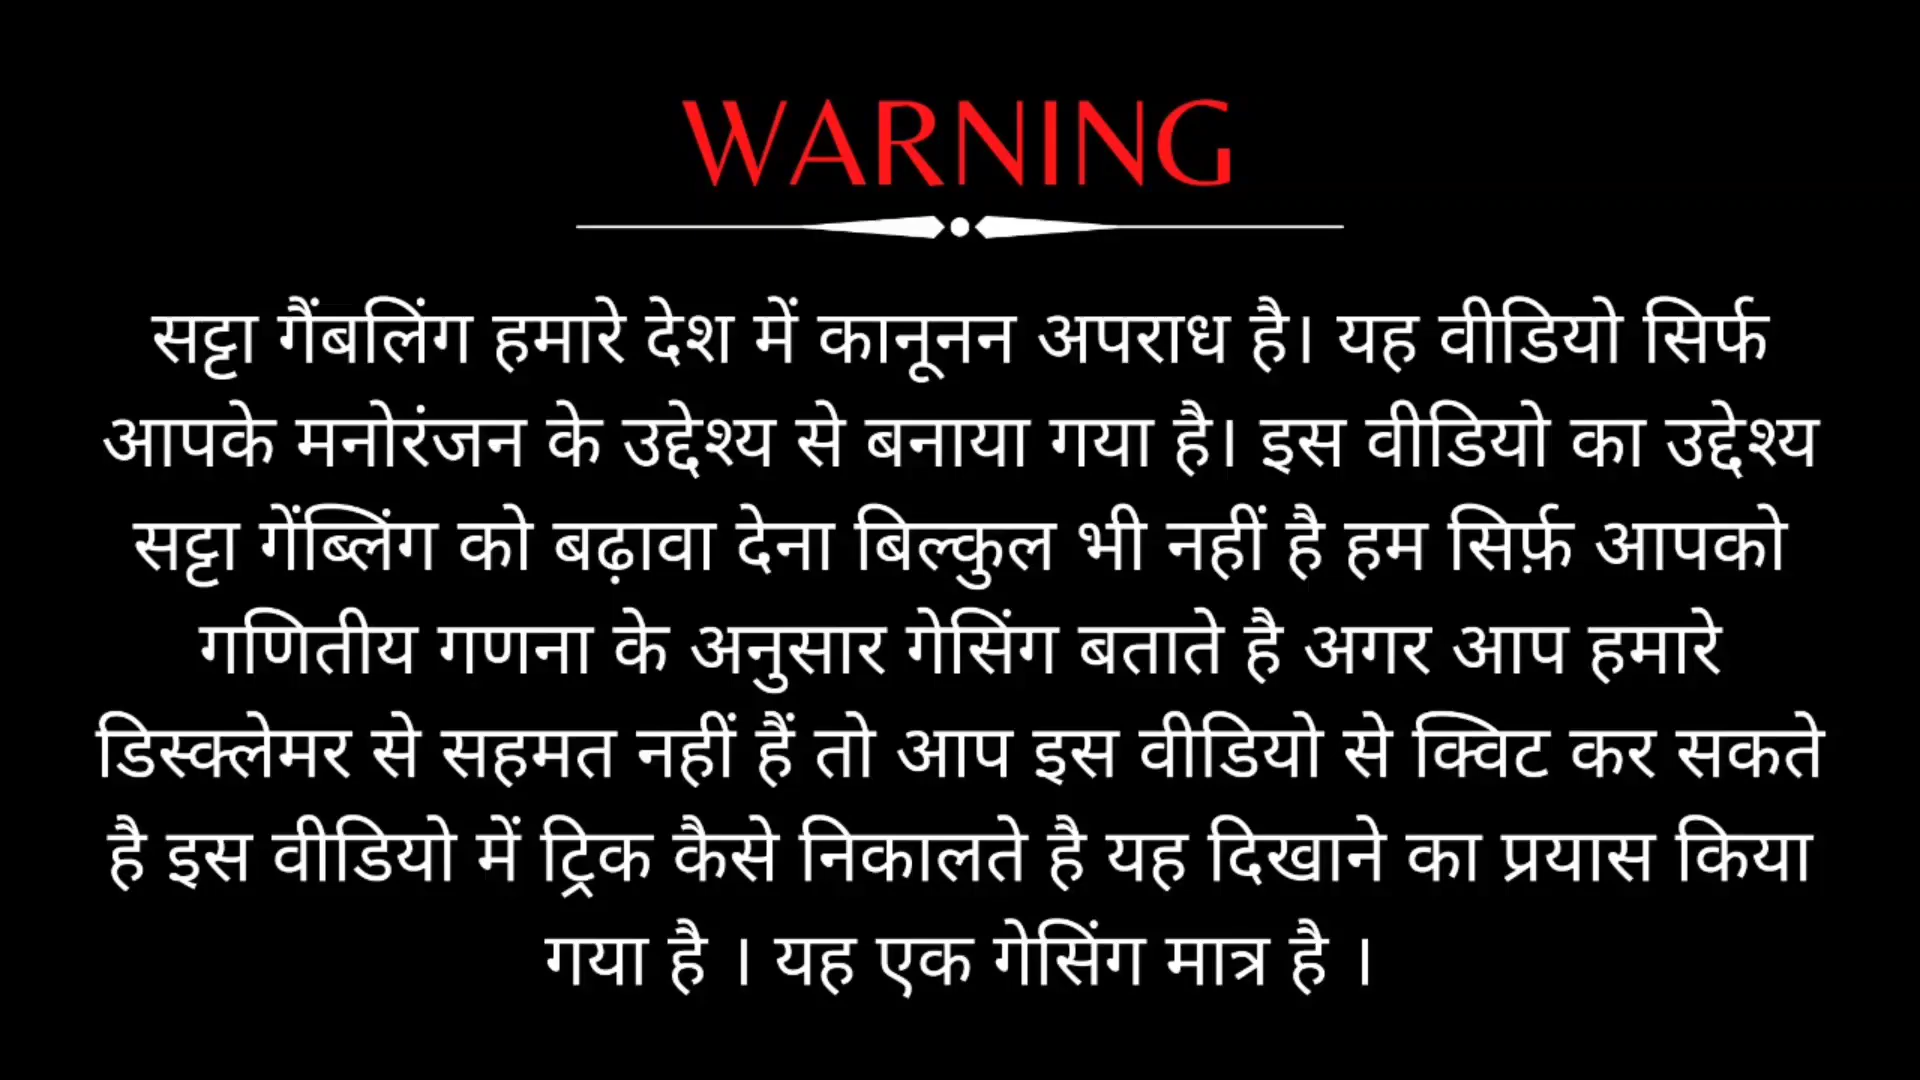 WARNING
सट्टा गैंबलिंग हमारे देश में कानूनन अपराध है। यह वीडियो सिर्फ
आपके मनोरंजन के उद्देश्य से बनाया गया है। इस वीडियो का उद्देश्य
सट्टा गेंब्लिंग को बढ़ावा देना बिल्कुल भी नहीं है हम सिर्फ़ आपको
गणितीय गणना के अनुसार गेसिंग बताते है अगर आप हमारे
डिस्क्लेमर से सहमत नहीं हैं तो आप इस वीडियो से क्विट कर सकते
है इस वीडियो में ट्रिक कैसे निकालते है यह दिखाने का प्रयास किया
गया है । यह एक गेसिंग मात्र है ।